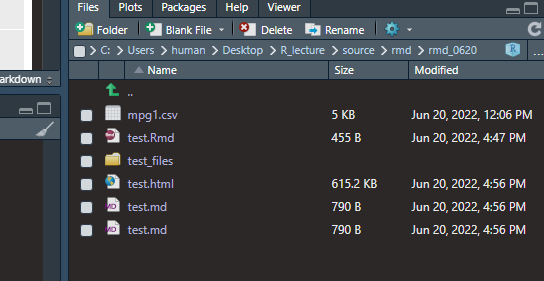 Files Plots Packages Help Viewer
Folder Blank File Delete Rename
C: Users human Desktop R_lecture source rmd rmd_0620 R ...
arkdown
Name Size Modified
..
mpg1.csv 5 KB Jun 20, 2022, 12:06 PM
test.Rmd 455 B Jun 20, 2022, 4:47 PM
test_files
test.html 615.2 KB Jun 20, 2022, 4:56 PM
test.md 790 B Jun 20, 2022, 4:56 PM
test.md 790 B Jun 20, 2022, 4:56 PM